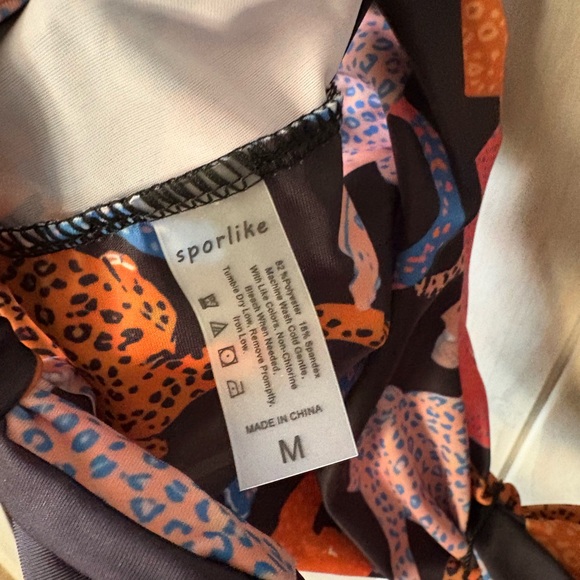 sporlike
82 %Polyester   18% Spandex
Machine Wash Cold Gentle,
With Like Colors, Non-Chlorine
Bleach When Needed,
Tumble Dry Low, Remove Promptly,
Iron Low.
MADE IN CHINA
M